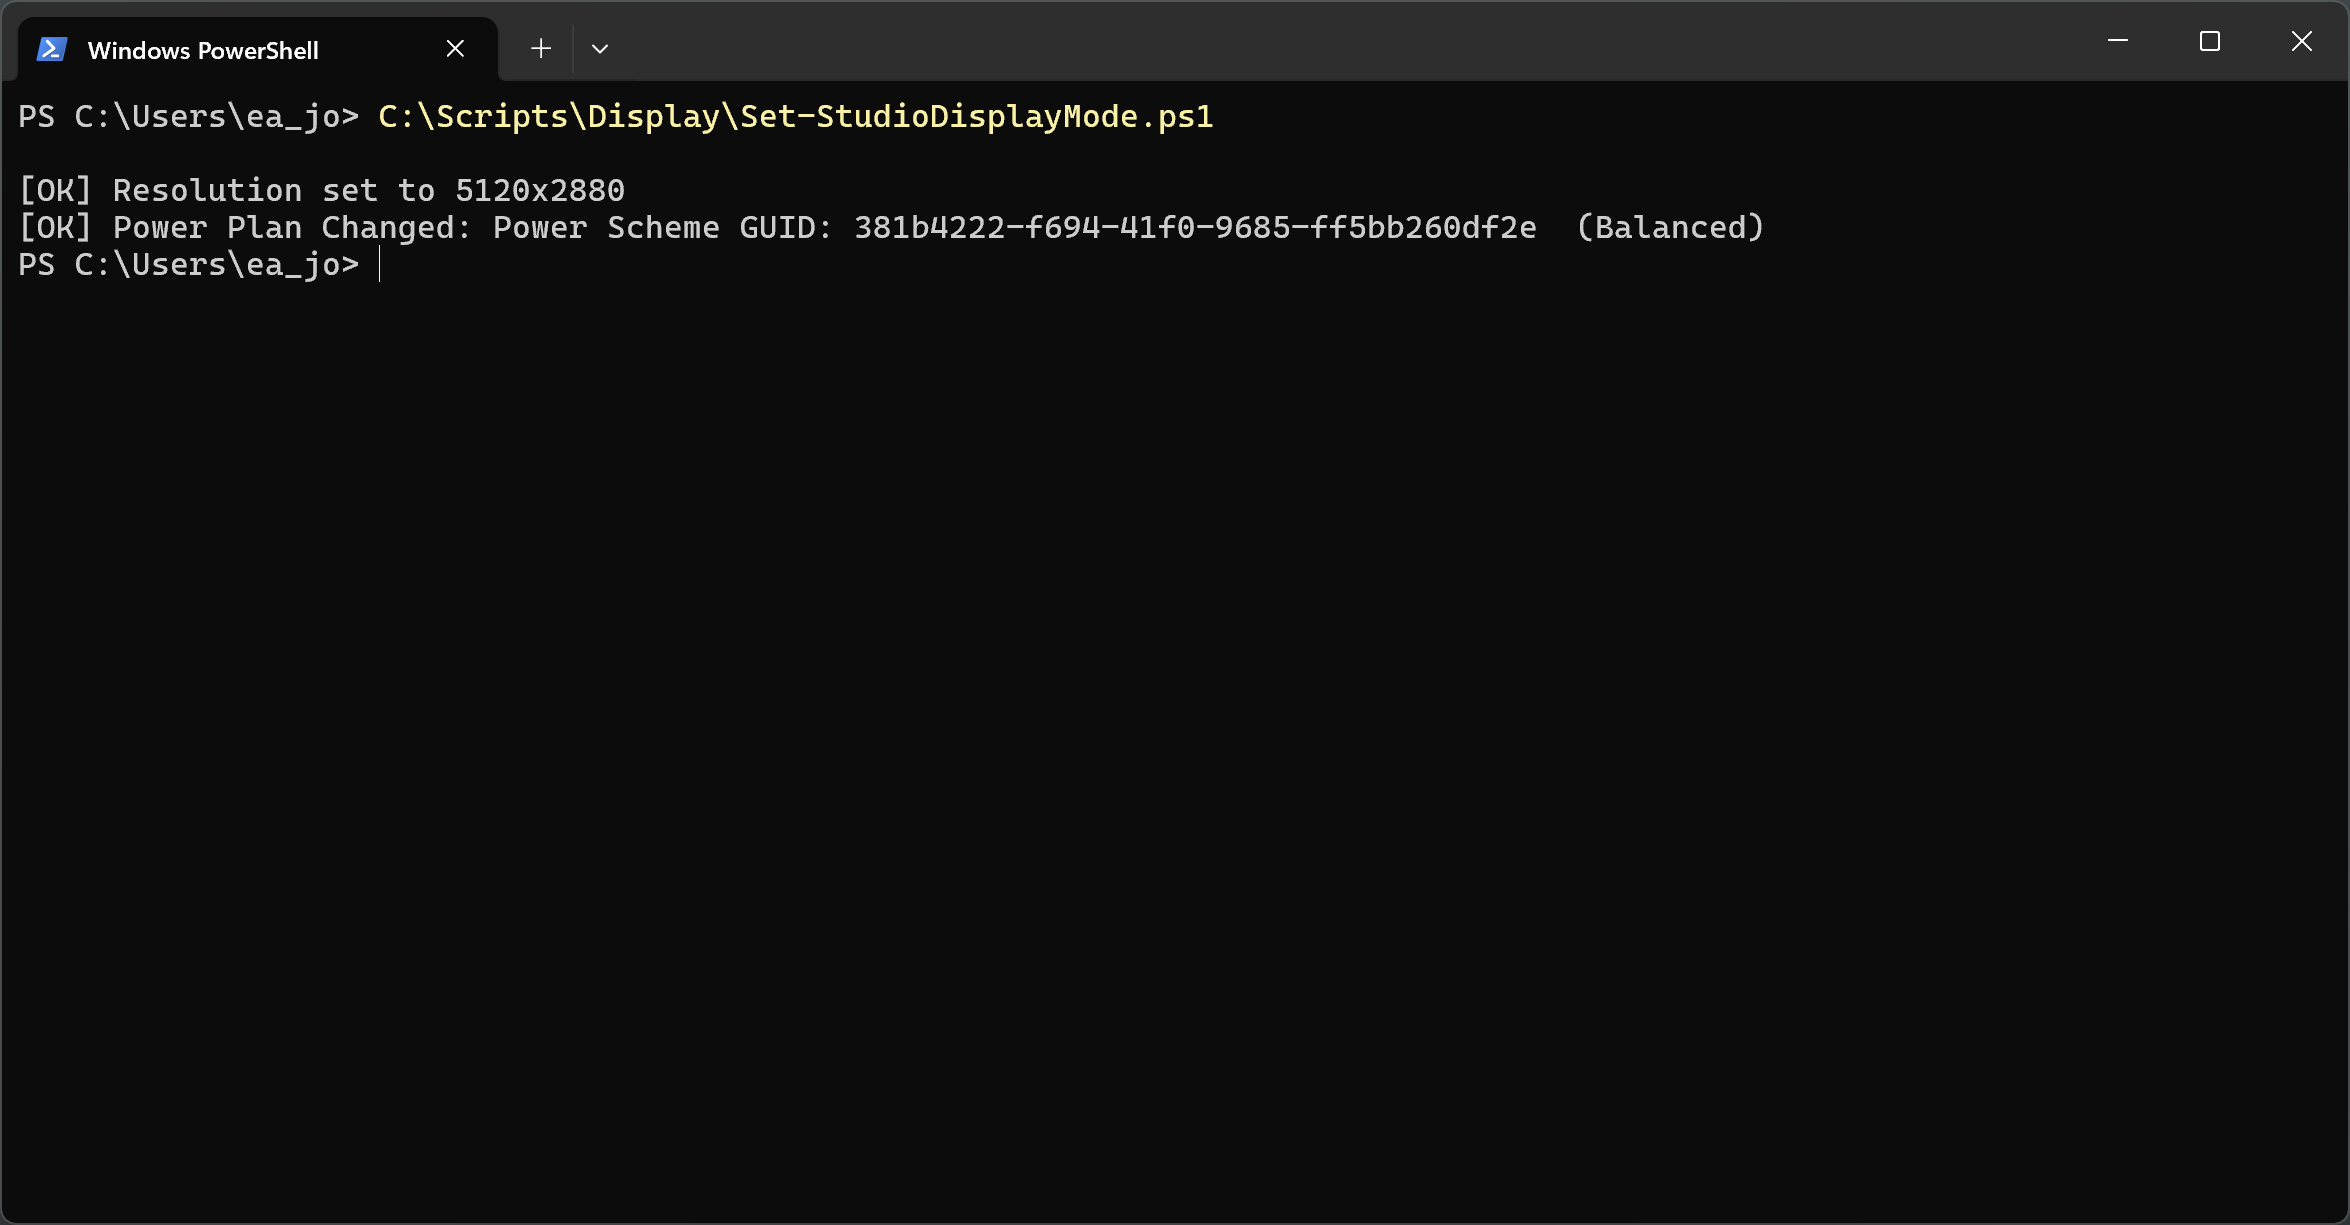 Windows PowerShell
PS C:\Users\ea_jo> C:\Scripts\Display\Set-StudioDisplayMode.ps1
[OK] Resolution set to 5120x2880
[OK] Power Plan Changed: Power Scheme GUID: 381b4222-f694-41f0-9685-ff5bb260df2e  (Balanced)
PS C:\Users\ea_jo>